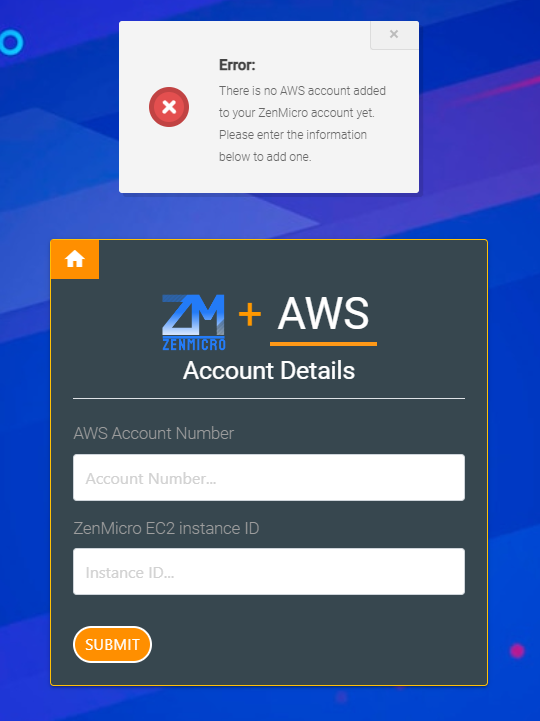 ×
Error:
There is no AWS account added
to your ZenMicro account yet.
Please enter the information
below to add one.
ZM + AWS
ZENMICRO
Account Details
AWS Account Number
Account Number...
ZenMicro EC2 instance ID
Instance ID...
SUBMIT